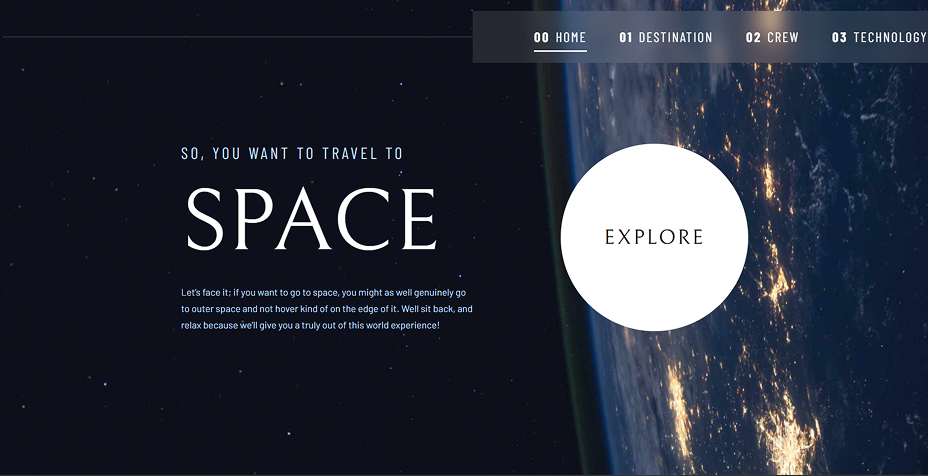 00 HOME 01 DESTINATION 02 CREW 03 TECHNOLOGY
SO, YOU WANT TO TRAVEL TO
SPACE
Let's face it; if you want to go to space, you might as well genuinely go
to outer space and not hover kind of on the edge of it. Well sit back, and
relax because we'll give you a truly out of this world experience!
EXPLORE